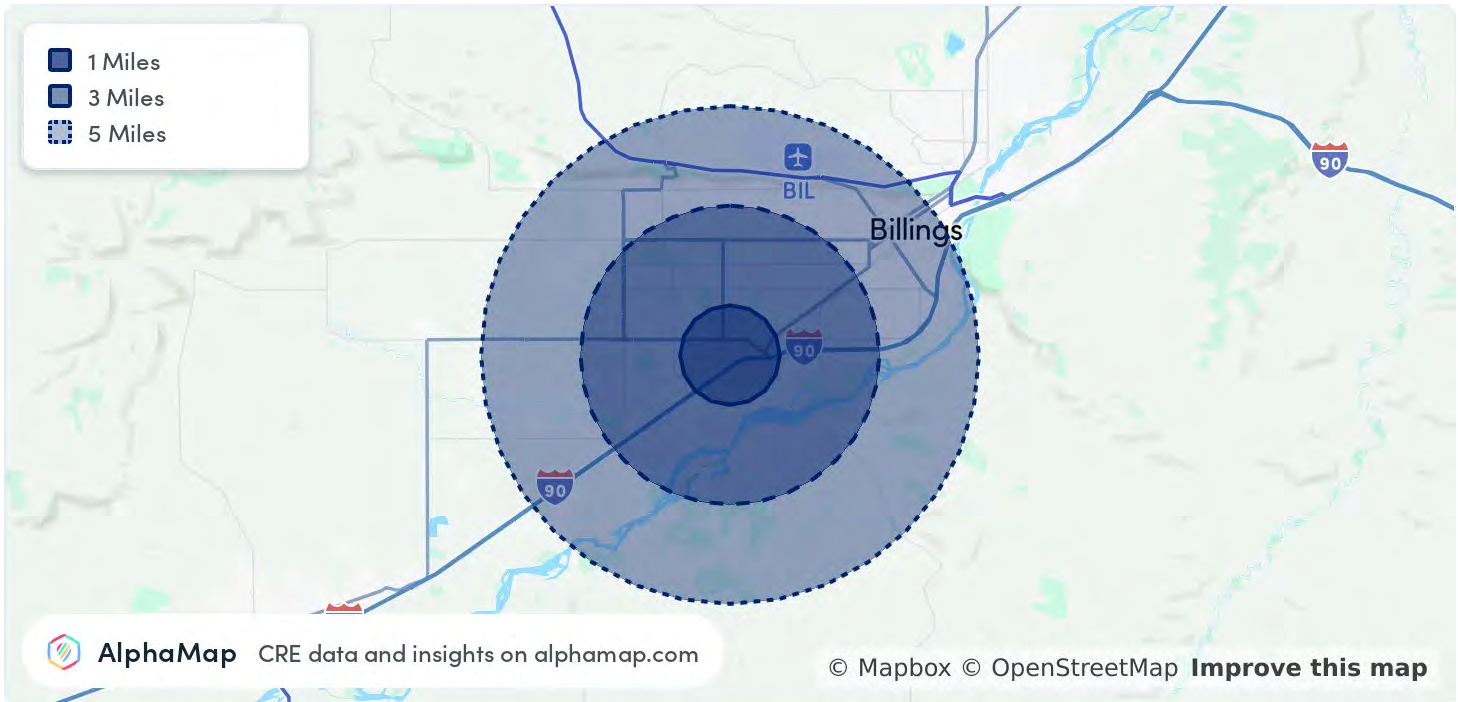 1 Miles
3 Miles
5 Miles
BIL
Billings
90
90
90
AlphaMap CRE data and insights on alphamap.com
© Mapbox © OpenStreetMap Improve this map